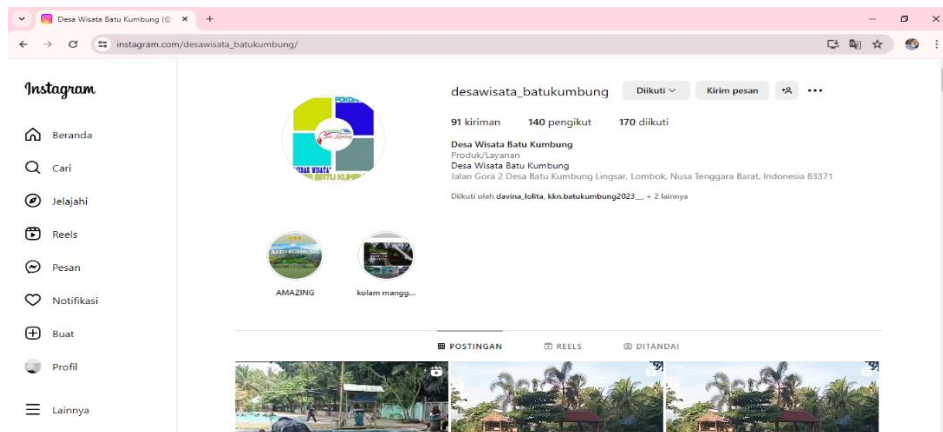 Desa Wisata Batu Kumbung (@
instagram.com/desawisata_batukumbung/
Instagram
Beranda
Cari
Jelajahi
Reels
Pesan
Notifikasi
Buat
Profil
Lainnya
desawisata_batukumbung Diikuti Kirim pesan
91 kiriman 140 pengikut 170 diikuti
Desa Wisata Batu Kumbung
Produk/Layanan
Desa Wisata Batu Kumbung
Jalan Gora 2 Desa Batu Kumbung Lingsar, Lombok, Nusa Tenggara Barat, Indonesia 83371
Diikuti oleh davina_lolita, kkn.batukumbung2023__, + 2 lainnya
AMAZING kolam mangg...
POSTINGAN REELS DITANDAI